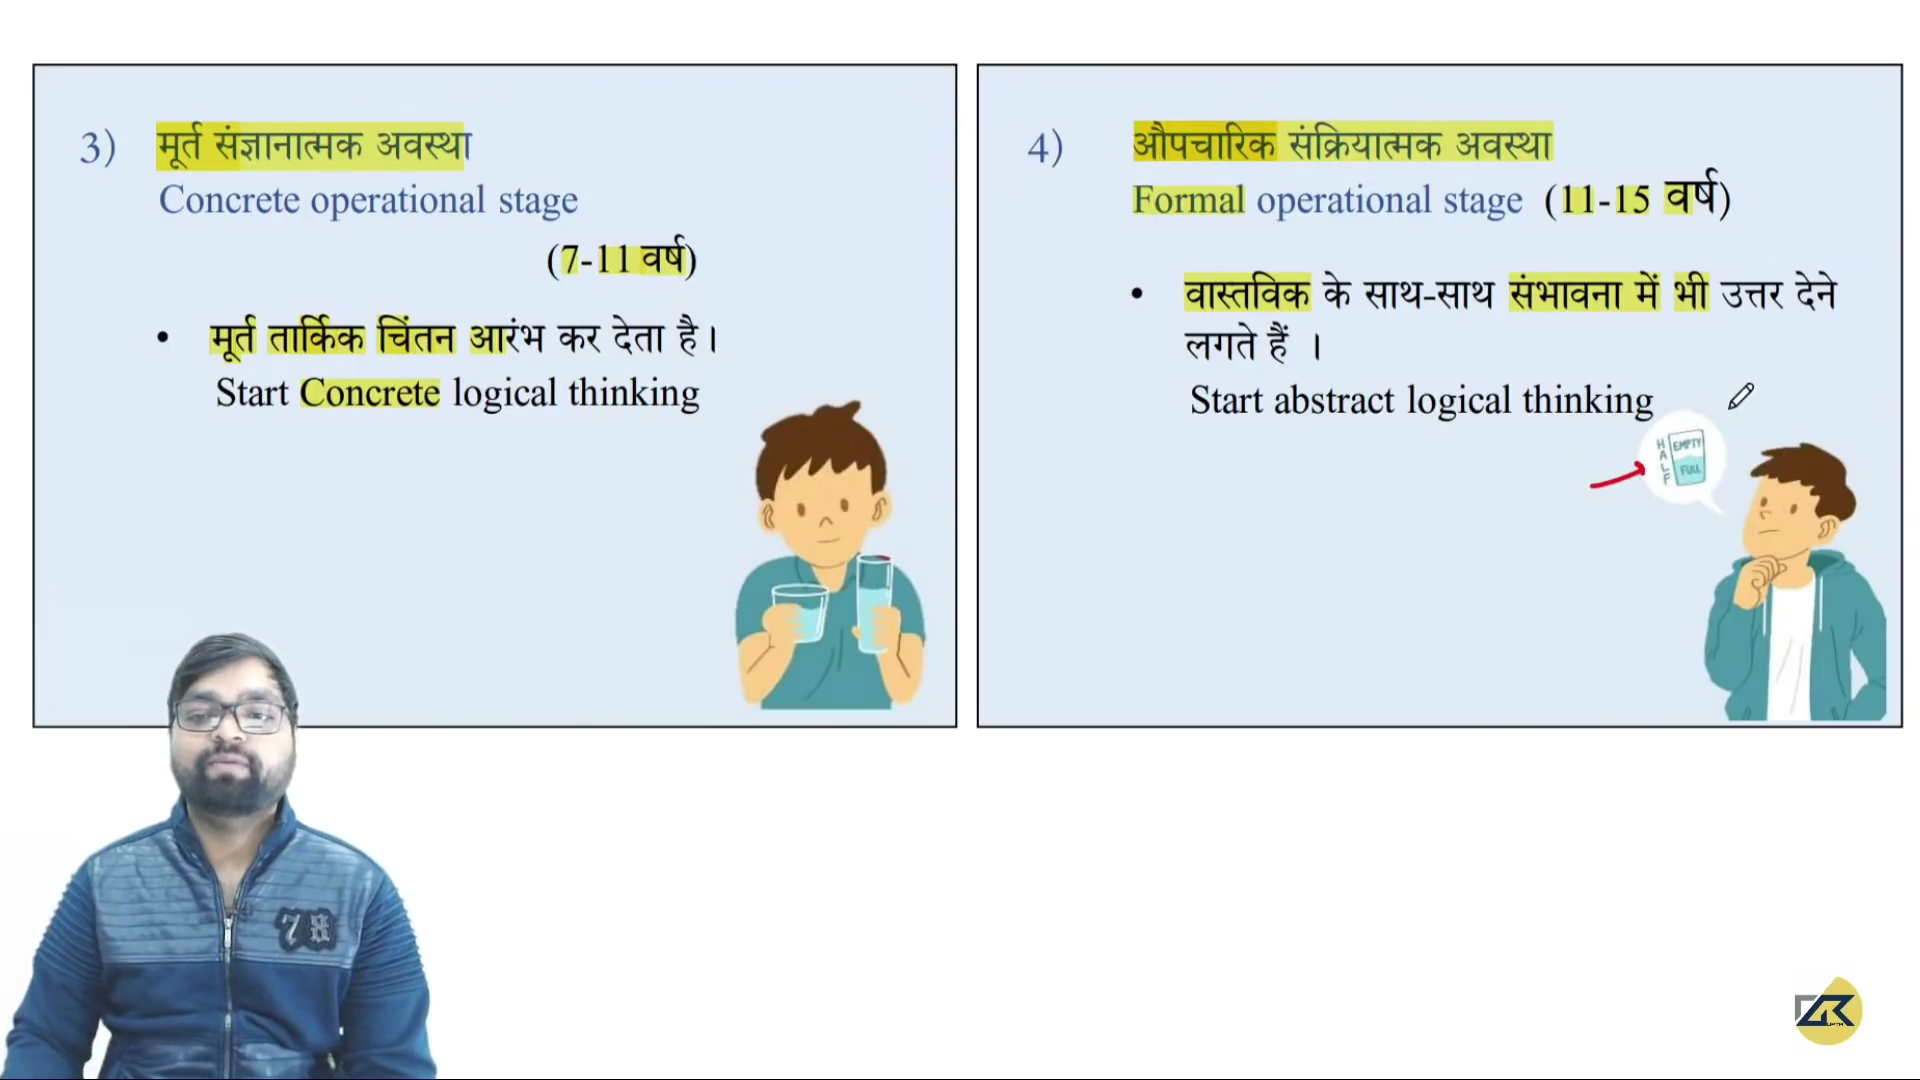 3) मूर्त संज्ञानात्मक अवस्था
Concrete operational stage
(7-11 वर्ष)
• मूर्त तार्किक चिंतन आरंभ कर देता है।
Start Concrete logical thinking
4) औपचारिक संक्रियात्मक अवस्था
Formal operational stage (11-15 वर्ष)
• वास्तविक के साथ-साथ संभावना में भी उत्तर देने
लगते हैं ।
Start abstract logical thinking
HALF
EMPTY
FULL
78